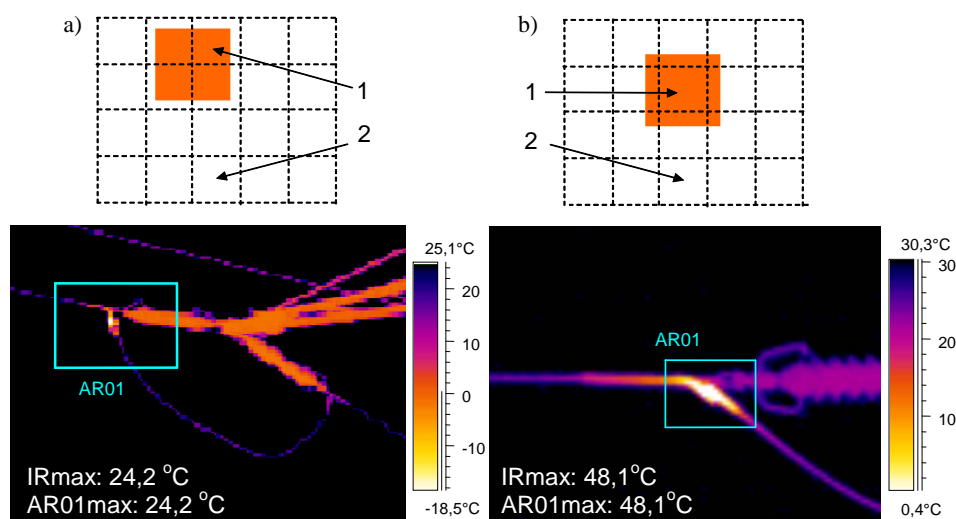 a)
1
2
b)
1
2
AR01
IRmax: 24,2 °C
AR01max: 24,2 °C
25,1°C
20
10
0
-10
-18,5°C
AR01
IRmax: 48,1°C
AR01max: 48,1°C
30,3°C
30
20
10
0,4°C